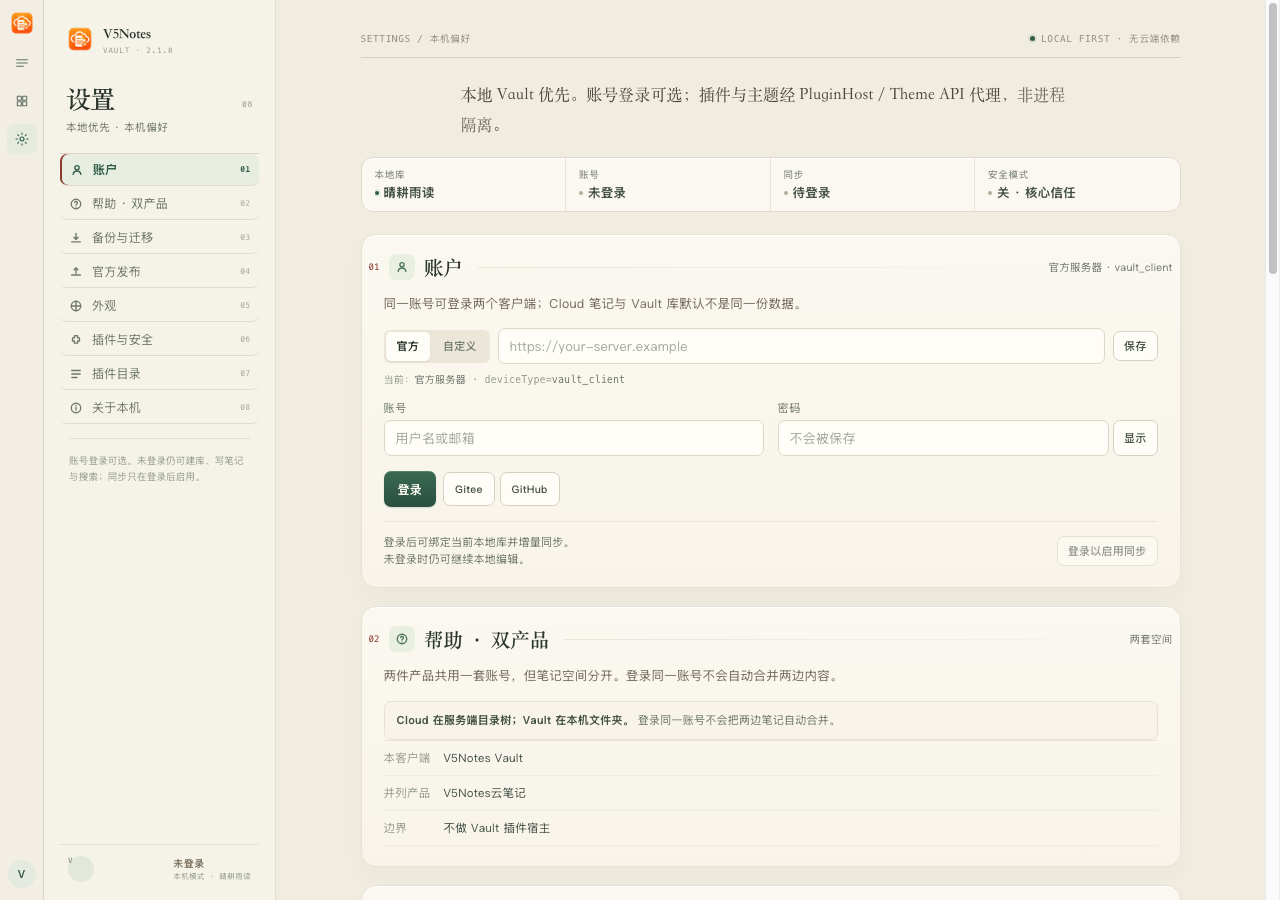 V5Notes
VAULT · 2.1.0
设置
08
本地优先 · 本机偏好
账户 01
帮助 · 双产品 02
备份与迁移 03
官方发布 04
外观 05
插件与安全 06
插件目录 07
关于本机 08
账号登录可选。未登录仍可建库、写笔记
与搜索；同步只在登录后启用。
V
V
未登录
本机模式 · 晴耕雨读
SETTINGS / 本机偏好
LOCAL FIRST · 无云端依赖
本地 Vault 优先。账号登录可选；插件与主题经 PluginHost / Theme API 代理，非进程
隔离。
本地库
晴耕雨读
账号
未登录
同步
待登录
安全模式
关 · 核心信任
01 账户 官方服务器 · vault_client
同一账号可登录两个客户端；Cloud 笔记与 Vault 库默认不是同一份数据。
官方 自定义 https://your-server.example 保存
当前：官方服务器 · deviceType=vault_client
账号 密码
用户名或邮箱 不会被保存 显示
登录 Gitee GitHub
登录后可绑定当前本地库并增量同步。
未登录时仍可继续本地编辑。
登录以启用同步
02 帮助 · 双产品 两套空间
两件产品共用一套账号，但笔记空间分开。登录同一账号不会自动合并两边内容。
Cloud 在服务端目录树；Vault 在本机文件夹。 登录同一账号不会把两边笔记自动合并。
本客户端 V5Notes Vault
并列产品 V5Notes云笔记
边界 不做 Vault 插件宿主